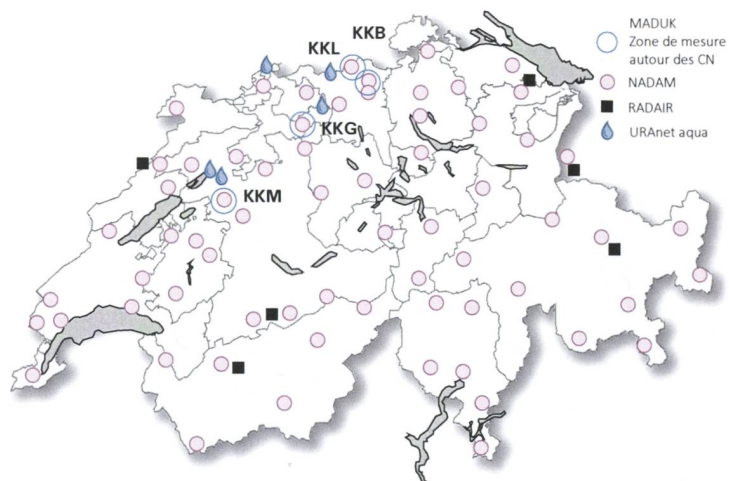 KKB
KKL
KKG
KKM
MADUK
Zone de mesure
autour des CN
NADAM
RADAIR
URAnet aqua